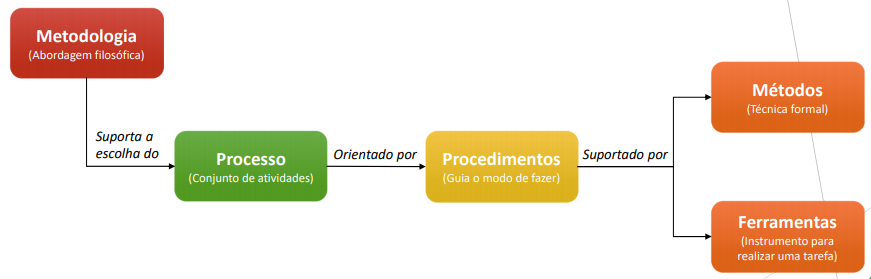 Metodologia
(Abordagem filosófica)
Suporta a
escolha do
Processo
(Conjunto de atividades)
Orientado por
Procedimentos
(Guia o modo de fazer)
Suportado por
Métodos
(Técnica formal)
Ferramentas
(Instrumento para
realizar uma tarefa)